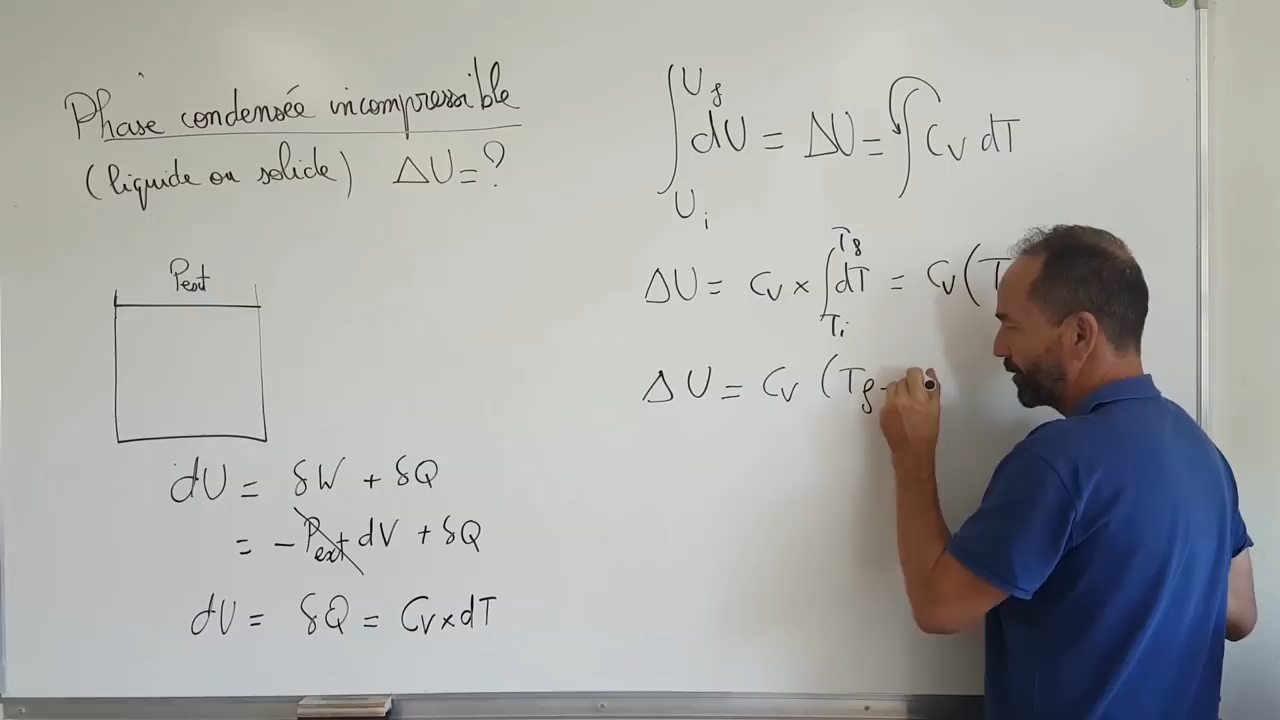 Phase condensée incompressible
(liquide ou solide) ΔU = ?
Pext
dU = δW + δQ
= - Pext dV + δQ
dU = δQ = Cv × dT
∫ Ui Uf dU = ΔU = ∫ Cv dT
ΔU = Cv × ∫ Ti Tf dT = Cv (T
ΔU = Cv (Tf -